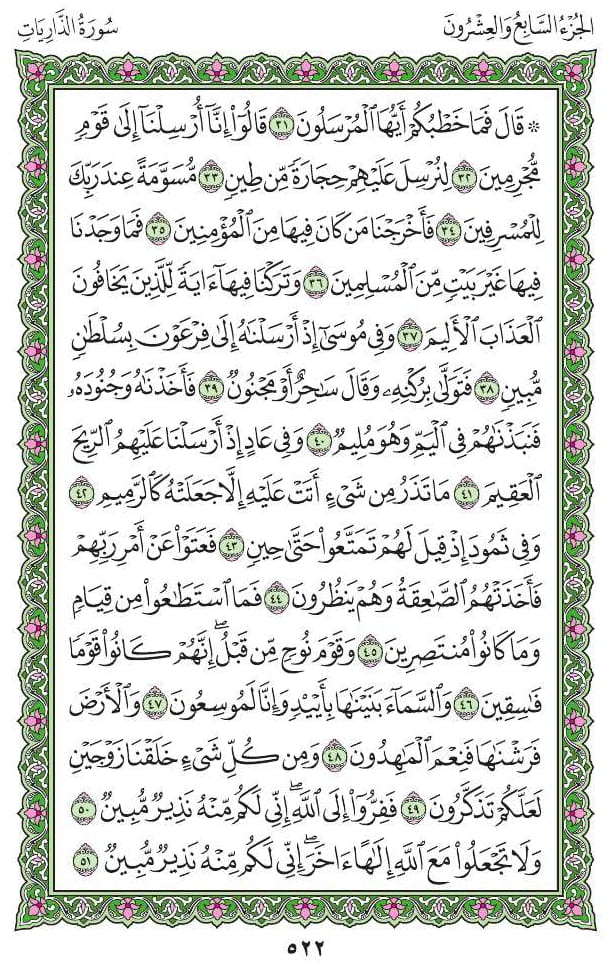 الجُزْءُ السَّابِعُ وَالعِشْرُونَ
سُورَةُ الذَّارِيَاتِ
۞ قَالَ فَمَا خَطْبُكُمْ أَيُّهَا ٱلْمُرْسَلُونَ ٣١ قَالُوٓا۟ إِنَّآ أُرْسِلْنَآ إِلَىٰ قَوْمٍ
مُّجْرِمِينَ ٣٢ لِنُرْسِلَ عَلَيْهِمْ حِجَارَةً مِّن طِينٍ ٣٣ مُّسَوَّمَةً عِندَ رَبِّكَ
لِلْمُسْرِفِينَ ٣٤ فَأَخْرَجْنَا مَن كَانَ فِيهَا مِنَ ٱلْمُؤْمِنِينَ ٣٥ فَمَا وَجَدْنَا
فِيهَا غَيْرَ بَيْتٍ مِّنَ ٱلْمُسْلِمِينَ ٣٦ وَتَرَكْنَا فِيهَآ ءَايَةً لِّلَّذِينَ يَخَافُونَ
ٱلْعَذَابَ ٱلْأَلِيمَ ٣٧ وَفِى مُوسَىٰٓ إِذْ أَرْسَلْنَٰهُ إِلَىٰ فِرْعَوْنَ بِسُلْطَٰنٍ
مُّبِينٍ ٣٨ فَتَوَلَّىٰ بِرُكْنِهِۦ وَقَالَ سَٰحِرٌ أَوْ مَجْنُونٌ ٣٩ فَأَخَذْنَٰهُ وَجُنُودَهُۥ
فَنَبَذْنَٰهُمْ فِى ٱلْيَمِّ وَهُوَ مُلِيمٌ ٤٠ وَفِى عَادٍ إِذْ أَرْسَلْنَا عَلَيْهِمُ ٱلرِّيحَ
ٱلْعَقِيمَ ٤١ مَا تَذَرُ مِن شَىْءٍ أَتَتْ عَلَيْهِ إِلَّا جَعَلَتْهُ كَٱلرَّمِيمِ ٤٢
وَفِى ثَمُودَ إِذْ قِيلَ لَهُمْ تَمَتَّعُوا۟ حَتَّىٰ حِينٍ ٤٣ فَعَتَوْا۟ عَنْ أَمْرِ رَبِّهِمْ
فَأَخَذَتْهُمُ ٱلصَّٰعِقَةُ وَهُمْ يَنظُرُونَ ٤٤ فَمَا ٱسْتَطَٰعُوا۟ مِن قِيَامٍ
وَمَا كَانُوا۟ مُنتَصِرِينَ ٤٥ وَقَوْمَ نُوحٍ مِّن قَبْلُ ۖ إِنَّهُمْ كَانُوا۟ قَوْمًا
فَٰسِقِينَ ٤٦ وَٱلسَّمَآءَ بَنَيْنَٰهَا بِأَيْي۟دٍ وَإِنَّا لَمُوسِعُونَ ٤٧ وَٱلْأَرْضَ
فَرَشْنَٰهَا فَنِعْمَ ٱلْمَٰهِدُونَ ٤٨ وَمِن كُلِّ شَىْءٍ خَلَقْنَا زَوْجَيْنِ
لَعَلَّكُمْ تَذَكَّرُونَ ٤٩ فَفِرُّوٓا۟ إِلَى ٱللَّهِ ۖ إِنِّى لَكُم مِّنْهُ نَذِيرٌ مُّبِينٌ ٥٠
وَلَا تَجْعَلُوا۟ مَعَ ٱللَّهِ إِلَٰهًا ءَاخَرَ ۖ إِنِّى لَكُم مِّنْهُ نَذِيرٌ مُّبِينٌ ٥١
٥٢٢